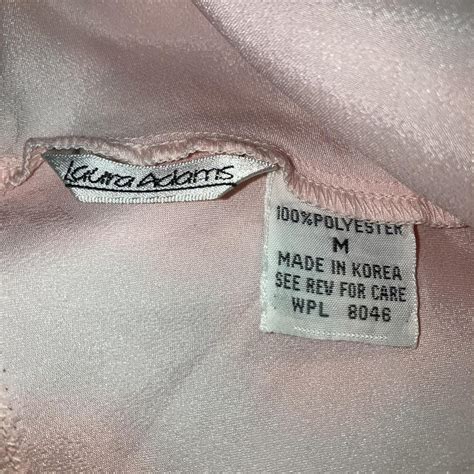 Laura Adams
100% POLYESTER
M
MADE IN KOREA
SEE REV FOR CARE
WPL 8046